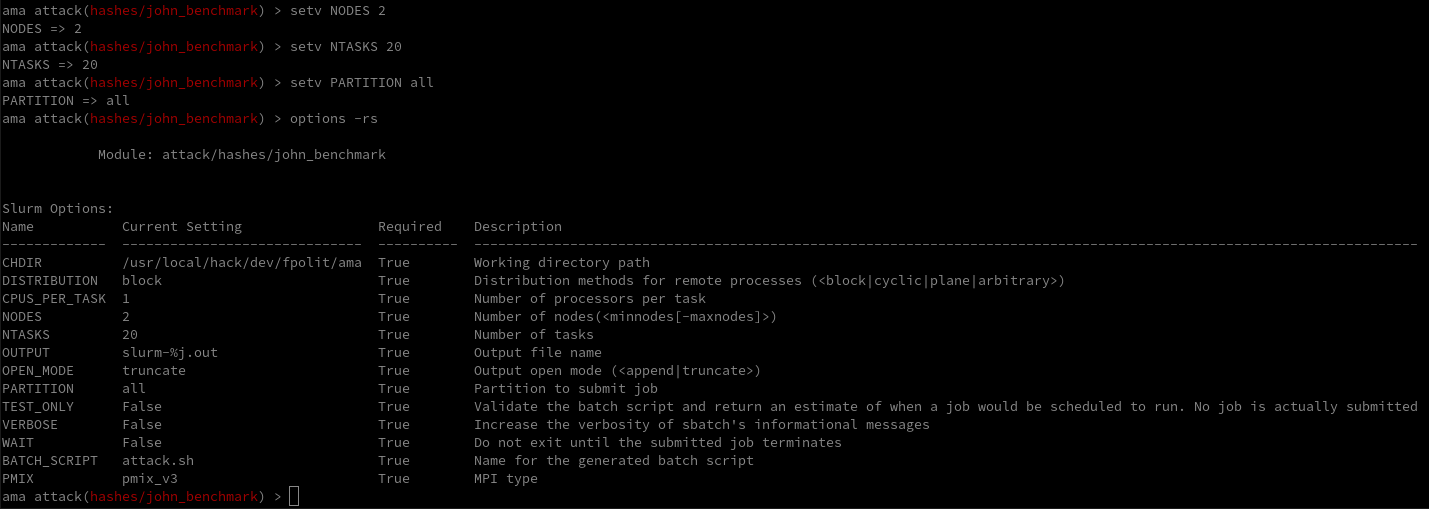 ama attack(hashes/john_benchmark) > setv NODES 2
NODES => 2
ama attack(hashes/john_benchmark) > setv NTASKS 20
NTASKS => 20
ama attack(hashes/john_benchmark) > setv PARTITION all
PARTITION => all
ama attack(hashes/john_benchmark) > options -rs
Module: attack/hashes/john_benchmark
Slurm Options:
Name           Current Setting                 Required    Description
-------------  ------------------------------  ----------  ----------------------------------------------------------------------------------------------------------------------
CHDIR          /usr/local/hack/dev/fpolit/ama  True        Working directory path
DISTRIBUTION   block                           True        Distribution methods for remote processes (<block|cyclic|plane|arbitrary>)
CPUS_PER_TASK  1                               True        Number of processors per task
NODES          2                               True        Number of nodes(<minnodes[-maxnodes]>)
NTASKS         20                              True        Number of tasks
OUTPUT         slurm-%j.out                    True        Output file name
OPEN_MODE      truncate                        True        Output open mode (<append|truncate>)
PARTITION      all                             True        Partition to submit job
TEST_ONLY      False                           True        Validate the batch script and return an estimate of when a job would be scheduled to run. No job is actually submitted
VERBOSE        False                           True        Increase the verbosity of sbatch's informational messages
WAIT           False                           True        Do not exit until the submitted job terminates
BATCH_SCRIPT   attack.sh                       True        Name for the generated batch script
PMIX           pmix_v3                         True        MPI type
ama attack(hashes/john_benchmark) >